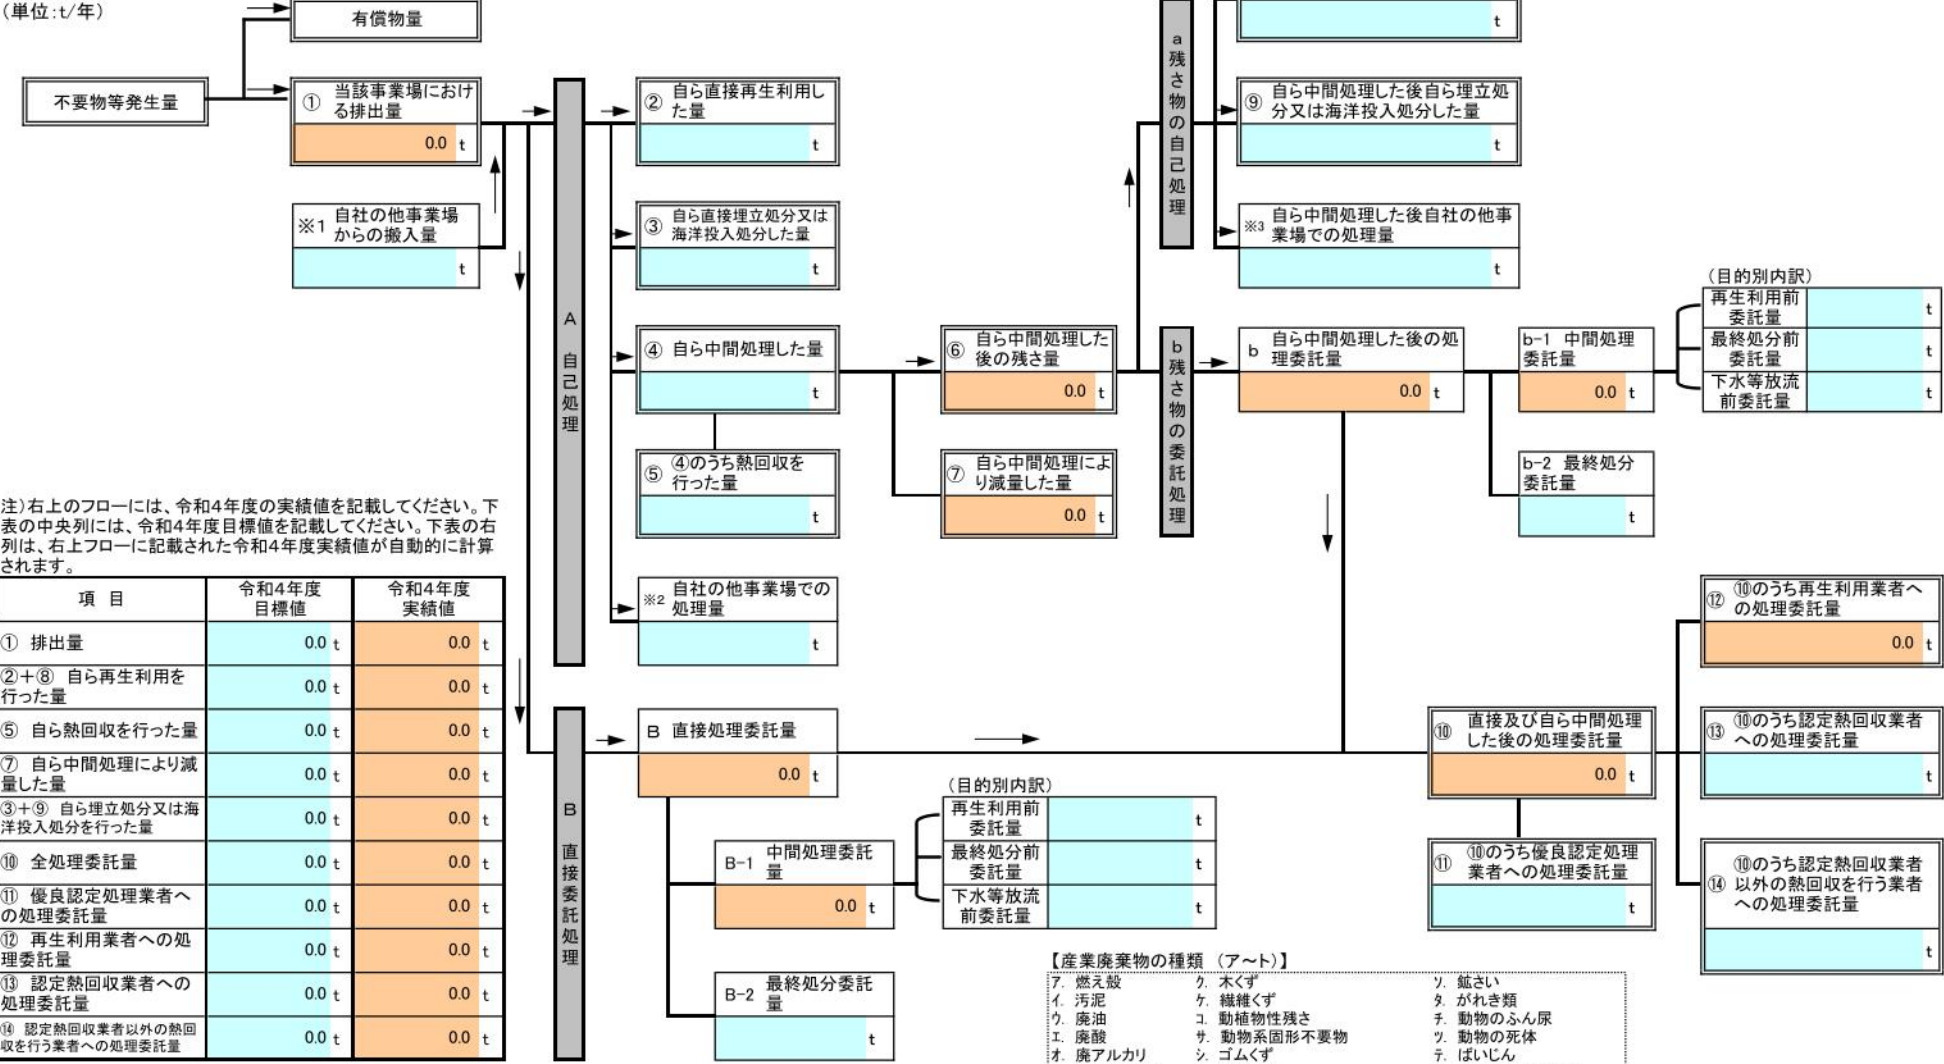 (単位:t/年)
有償物量
不要物等発生量
① 当該事業場におけ
る排出量
0.0 t
※1 自社の他事業場
からの搬入量
t
A
自己処理
② 自ら直接再生利用し
た量
t
③ 自ら直接埋立処分又は
海洋投入処分した量
t
④ 自ら中間処理した量
t
⑤ ④のうち熱回収を
行った量
t
※2 自社の他事業場での
処理量
t
⑥ 自ら中間処理した
後の残さ量
0.0 t
⑦ 自ら中間処理によ
り減量した量
0.0 t
a
残さ物の自己処理
t
⑨ 自ら中間処理した後自ら埋立処
分又は海洋投入処分した量
t
※3 自ら中間処理した後自社の他事
業場での処理量
t
b
残さ物の委託処理
b 自ら中間処理した後の処
理委託量
0.0 t
b-1 中間処理
委託量
0.0 t
(目的別内訳)
再生利用前
委託量
t
最終処分前
委託量
t
下水等放流
前委託量
t
b-2 最終処分
委託量
t
注)右上のフローには、令和4年度の実績値を記載してください。下
表の中央列には、令和4年度目標値を記載してください。下表の右
列は、右上フローに記載された令和4年度実績値が自動的に計算
されます。
項 目
令和4年度
目標値
令和4年度
実績値
① 排出量 0.0 t 0.0 t
②+⑧ 自ら再生利用を
行った量 0.0 t 0.0 t
⑤ 自ら熱回収を行った量 0.0 t 0.0 t
⑦ 自ら中間処理により減
量した量 0.0 t 0.0 t
③+⑨ 自ら埋立処分又は海
洋投入処分を行った量 0.0 t 0.0 t
⑩ 全処理委託量 0.0 t 0.0 t
⑪ 優良認定処理業者へ
の処理委託量 0.0 t 0.0 t
⑫ 再生利用業者への処
理委託量 0.0 t 0.0 t
⑬ 認定熱回収業者への
処理委託量 0.0 t 0.0 t
⑭ 認定熱回収業者以外の熱回
収を行う業者への処理委託量 0.0 t 0.0 t
B
直接委託処理
B 直接処理委託量
0.0 t
B-1 中間処理委託
量
0.0 t
(目的別内訳)
再生利用前
委託量
t
最終処分前
委託量
t
下水等放流
前委託量
t
B-2 最終処分委託
量
t
⑩ 直接及び自ら中間処理
した後の処理委託量
0.0 t
⑪ ⑩のうち優良認定処理
業者への処理委託量
t
⑫ ⑩のうち再生利用業者へ
の処理委託量
0.0 t
⑬ ⑩のうち認定熱回収業者
への処理委託量
t
⑭ ⑩のうち認定熱回収業者
以外の熱回収を行う業者
への処理委託量
t
【産業廃棄物の種類 (ア~ト)】
ア. 燃え殻 ク. 木くず ソ. 鉱さい
イ. 汚泥 ケ. 繊維くず タ. がれき類
ウ. 廃油 コ. 動植物性残さ チ. 動物のふん尿
エ. 廃酸 サ. 動物系固形不要物 ツ. 動物の死体
オ. 廃アルカリ シ. ゴムくず テ. ばいじん